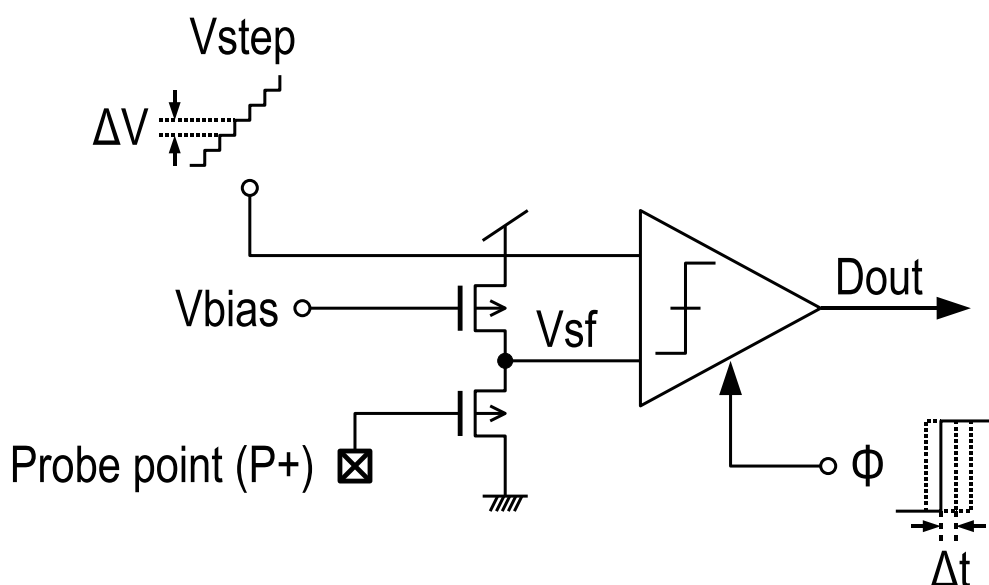 Vstep
ΔV
Vbias
Vsf
Dout
Probe point (P+)
Φ
Δt